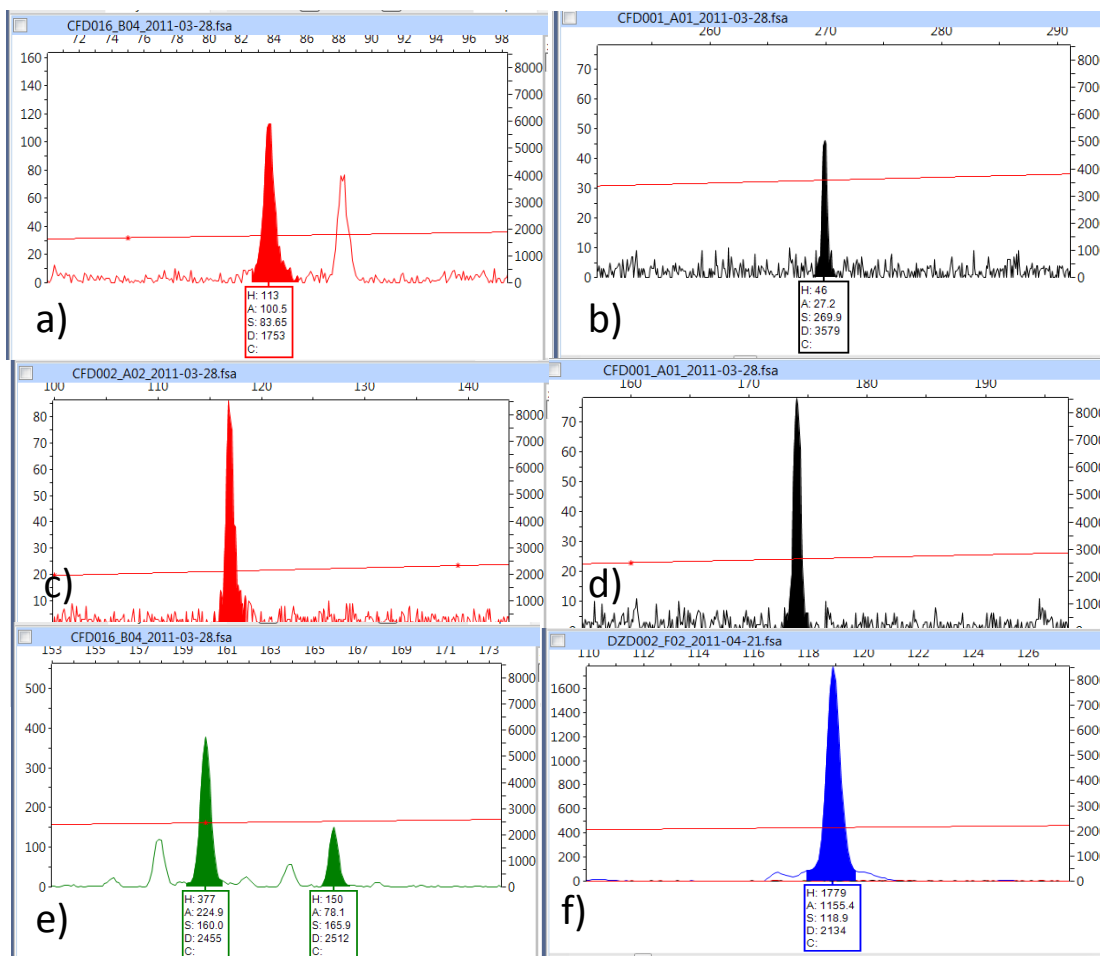 CFD016_B04_2011-03-28.fsa
72 74 76 78 80 82 84 86 88 90 92 94 96 98
160
140
120
100
80
60
40
20
0
8000
7000
6000
5000
4000
3000
2000
1000
0
a)
H: 113
A: 100.5
S: 83.65
D: 1753
C:
CFD001_A01_2011-03-28.fsa
260 270 280 290
70
60
50
40
30
20
10
0
8000
7000
6000
5000
4000
3000
2000
1000
0
b)
H: 46
A: 27.2
S: 269.9
D: 3579
C:
CFD002_A02_2011-03-28.fsa
100 110 120 130 140
80
70
60
50
40
30
20
10
8000
7000
6000
5000
4000
3000
2000
1000
c)
CFD001_A01_2011-03-28.fsa
160 170 180 190
70
60
50
40
30
20
10
8000
7000
6000
5000
4000
3000
2000
1000
d)
CFD016_B04_2011-03-28.fsa
153 155 157 159 161 163 165 167 169 171 173
500
400
300
200
100
0
8000
7000
6000
5000
4000
3000
2000
1000
0
e)
H: 377
A: 224.9
S: 160.0
D: 2455
C:
H: 150
A: 78.1
S: 165.9
D: 2512
C:
DZD002_F02_2011-04-21.fsa
110 112 114 116 118 120 122 124 126
1600
1400
1200
1000
800
600
400
200
0
8000
7000
6000
5000
4000
3000
2000
1000
0
f)
H: 1779
A: 1155.4
S: 118.9
D: 2134
C: